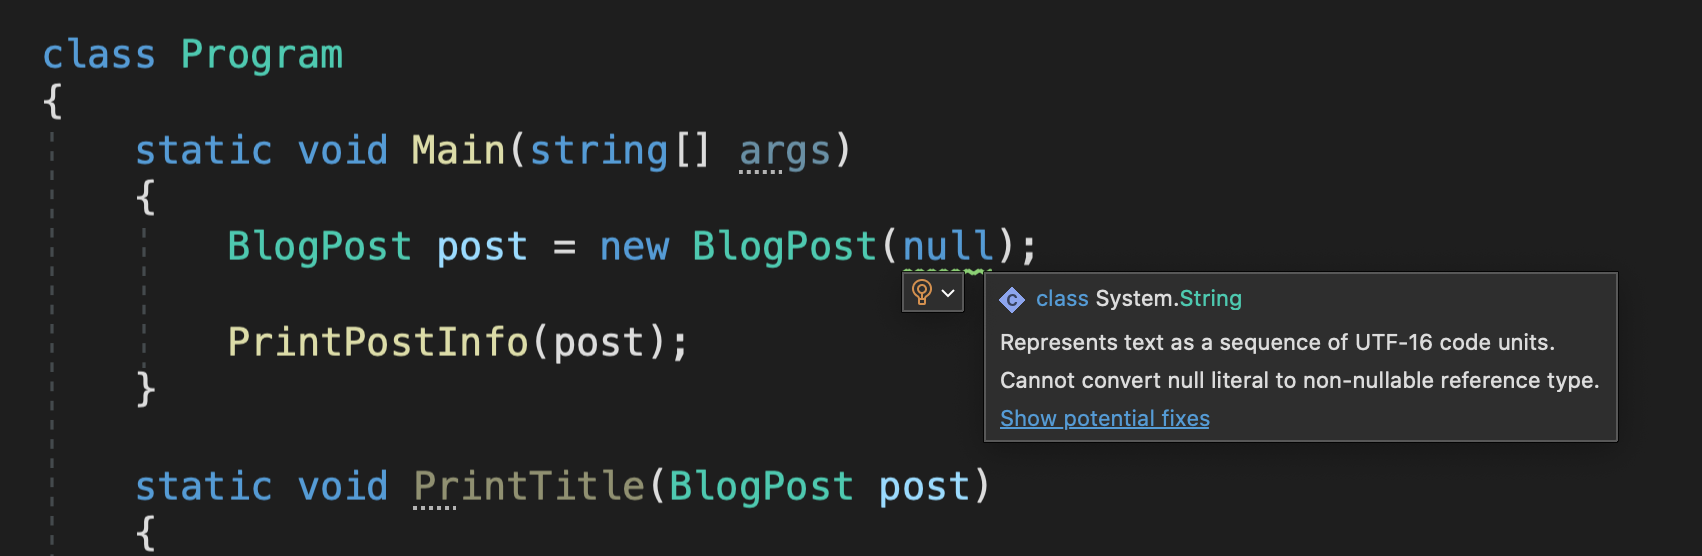 class Program
{
static void Main(string[] args)
{
BlogPost post = new BlogPost(null);
C class System.String
Represents text as a sequence of UTF-16 code units.
Cannot convert null literal to non-nullable reference type.
Show potential fixes
PrintPostInfo(post);
}
static void PrintTitle(BlogPost post)
{